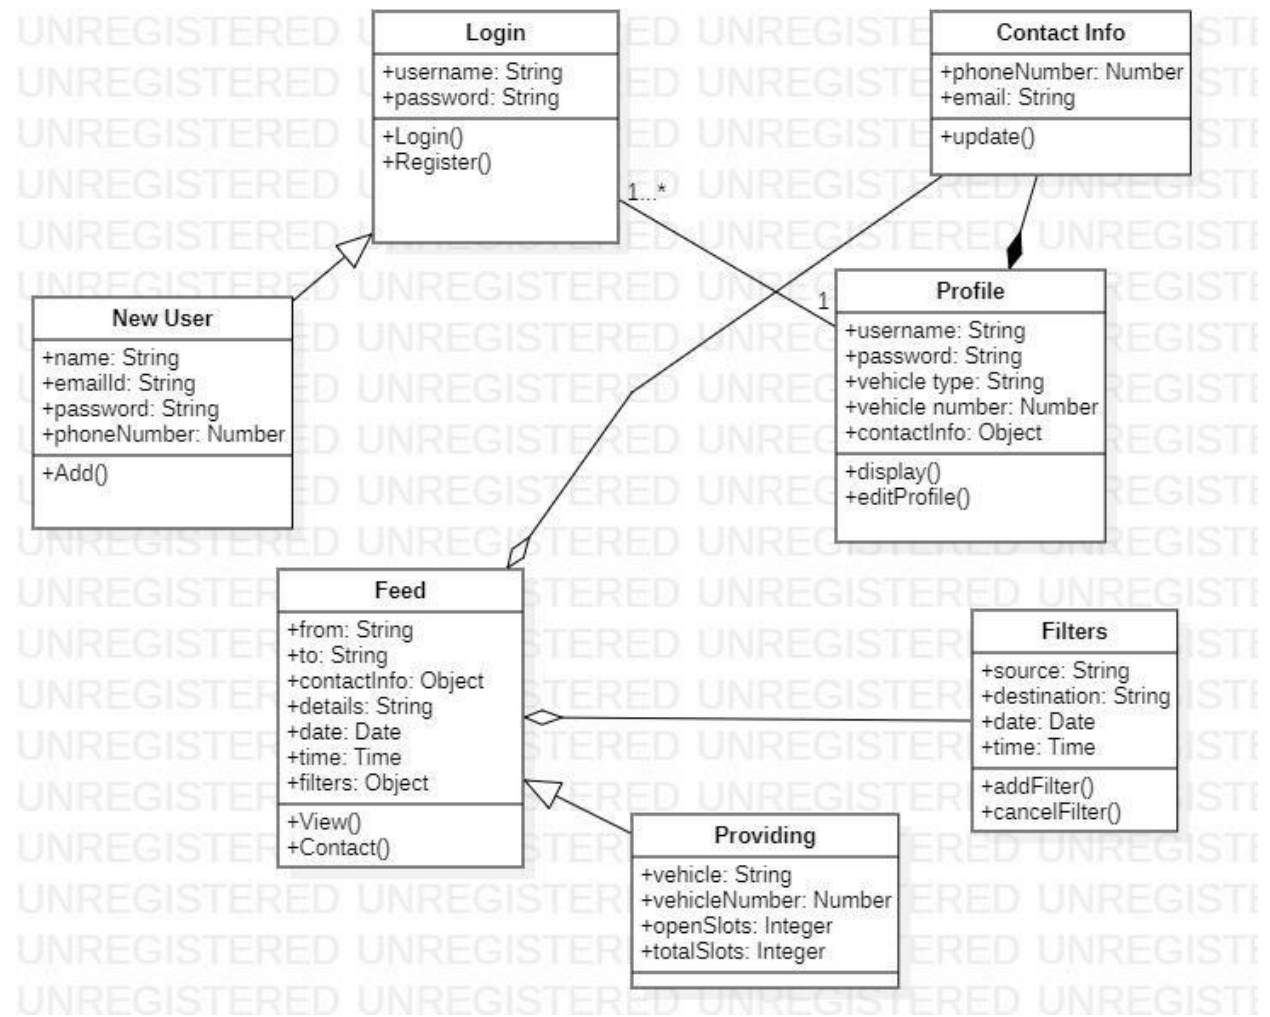 Login
+username: String
+password: String
+Login()
+Register()
Contact Info
+phoneNumber: Number
+email: String
+update()
1...*
1
New User
+name: String
+emailId: String
+password: String
+phoneNumber: Number
+Add()
Profile
+username: String
+password: String
+vehicle type: String
+vehicle number: Number
+contactInfo: Object
+display()
+editProfile()
Feed
+from: String
+to: String
+contactInfo: Object
+details: String
+date: Date
+time: Time
+filters: Object
+View()
+Contact()
Filters
+source: String
+destination: String
+date: Date
+time: Time
+addFilter()
+cancelFilter()
Providing
+vehicle: String
+vehicleNumber: Number
+openSlots: Integer
+totalSlots: Integer
UNREGISTERED